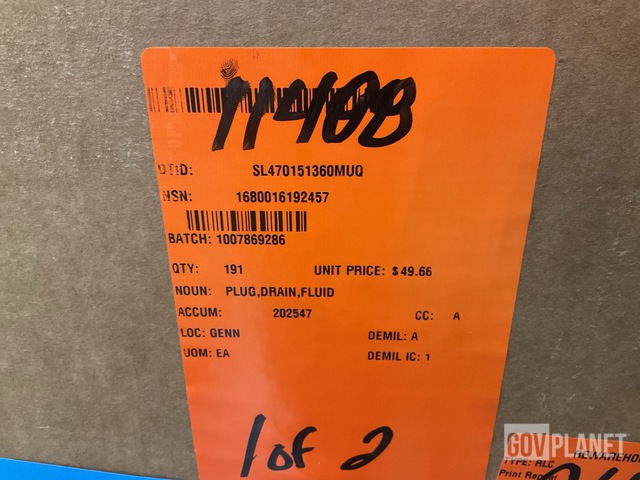 11408
DTID: SL470151360MUQ
NSN: 1680016192457
BATCH: 1007869286
QTY: 191 UNIT PRICE: $49.66
NOUN: PLUG,DRAIN,FLUID
ACCUM: 202547 CC: A
LOC: GENN DEMIL: A
UOM: EA DEMIL IC: 1
1 of 2
GOVPLANET
TYPE: RLC
Print